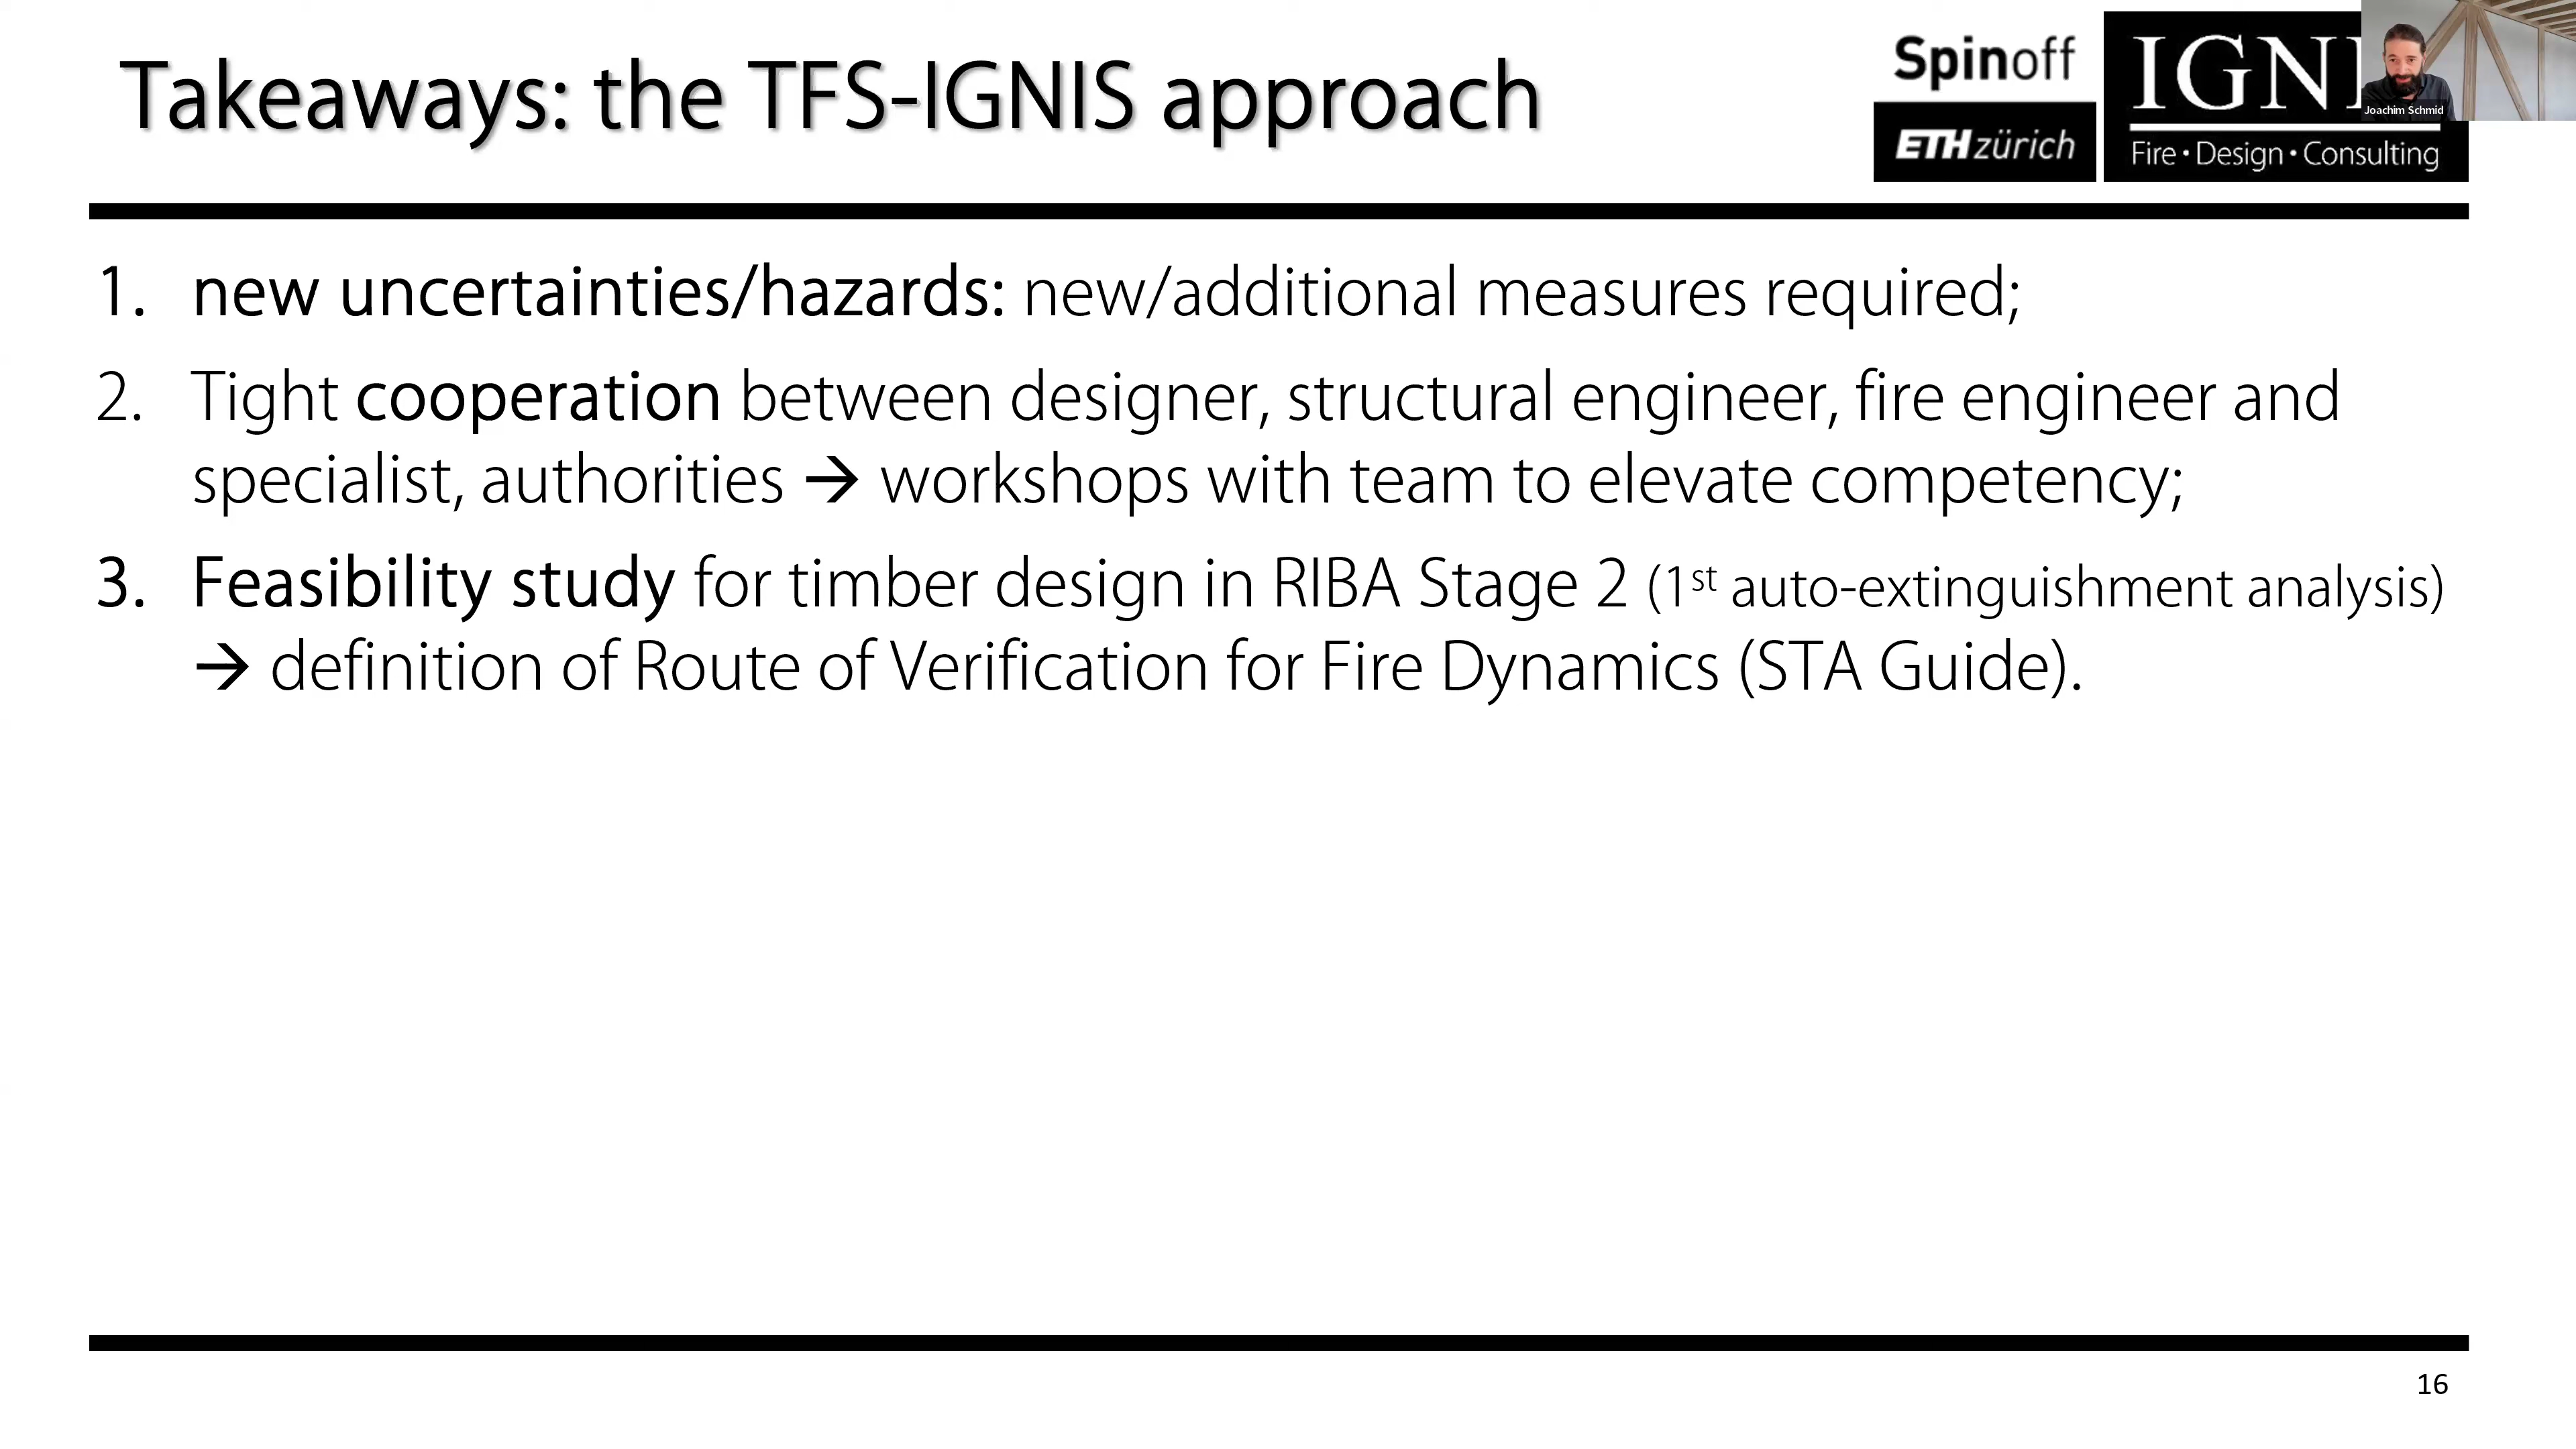 Takeaways: the TFS-IGNIS approach
Spinoff
ETH zürich
IGNI
Fire • Design • Consulting
Joachim Schmid
1. new uncertainties/hazards: new/additional measures required;
2. Tight cooperation between designer, structural engineer, fire engineer and
specialist, authorities → workshops with team to elevate competency;
3. Feasibility study for timber design in RIBA Stage 2 (1st auto-extinguishment analysis)
→ definition of Route of Verification for Fire Dynamics (STA Guide).
16